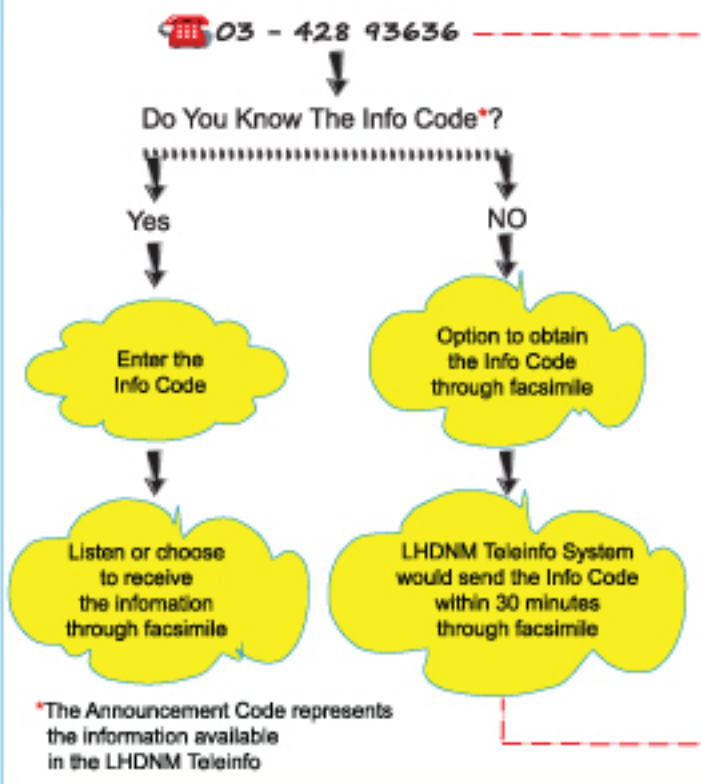 03 - 428 93636
Do You Know The Info Code*?
Yes
NO
Enter the
Info Code
Option to obtain
the Info Code
through facsimile
Listen or choose
to receive
the infomation
through facsimile
LHDNM Teleinfo System
would send the Info Code
within 30 minutes
through facsimile
*The Announcement Code represents
the information available
in the LHDNM Teleinfo